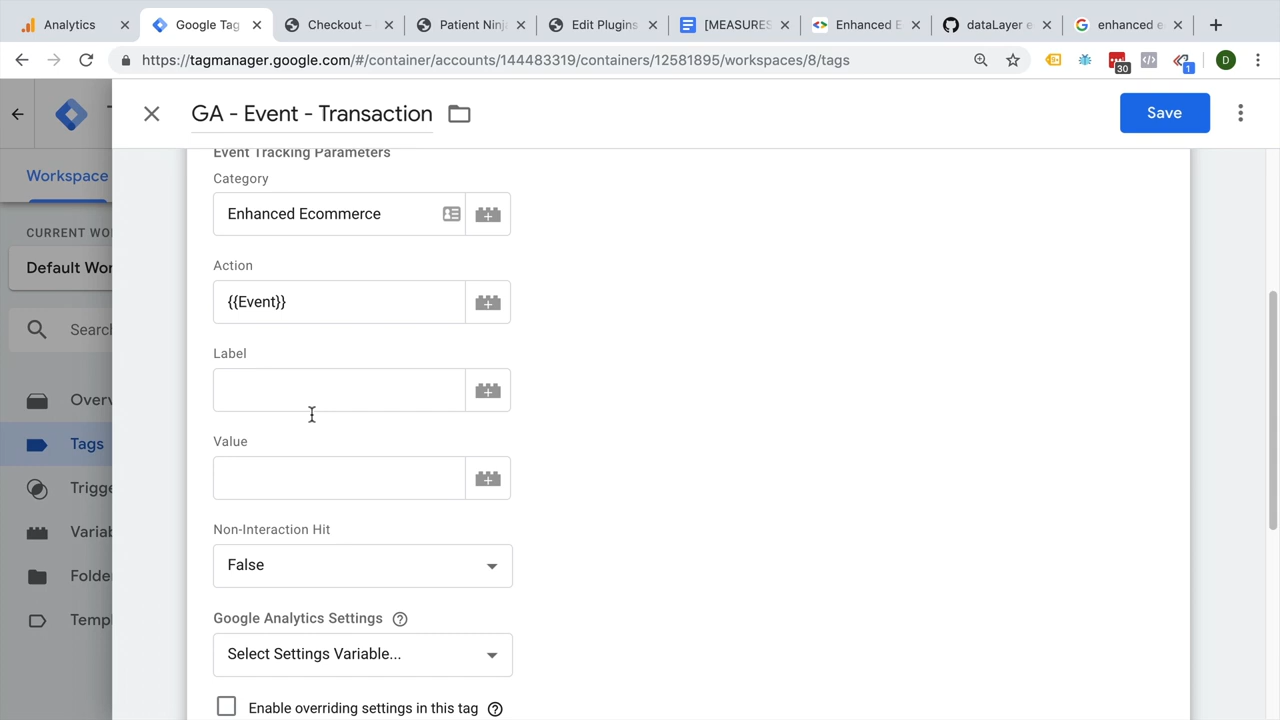 Analytics
Google Tag
Checkout –
Patient Ninj
Edit Plugins
[MEASURES
Enhanced E
dataLayer e
enhanced e
https://tagmanager.google.com/#/container/accounts/144483319/containers/12581895/workspaces/8/tags
30
1
D
GA - Event - Transaction
Save
Workspace
CURRENT WO
Default Wor
Search
Overv
Tags
Trigge
Variab
Folde
Templ
Event Tracking Parameters
Category
Enhanced Ecommerce
Action
{{Event}}
Label
Value
Non-Interaction Hit
False
Google Analytics Settings
Select Settings Variable...
Enable overriding settings in this tag